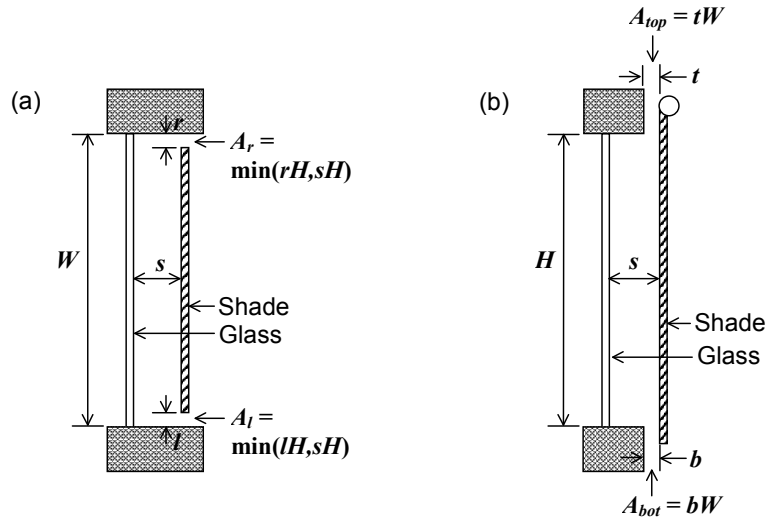 (a)
r
A_r =
min(rH,sH)
W
s
Shade
Glass
A_l =
min(lH,sH)
l
A_top = tW
t
(b)
H
s
Shade
Glass
b
A_bot = bW